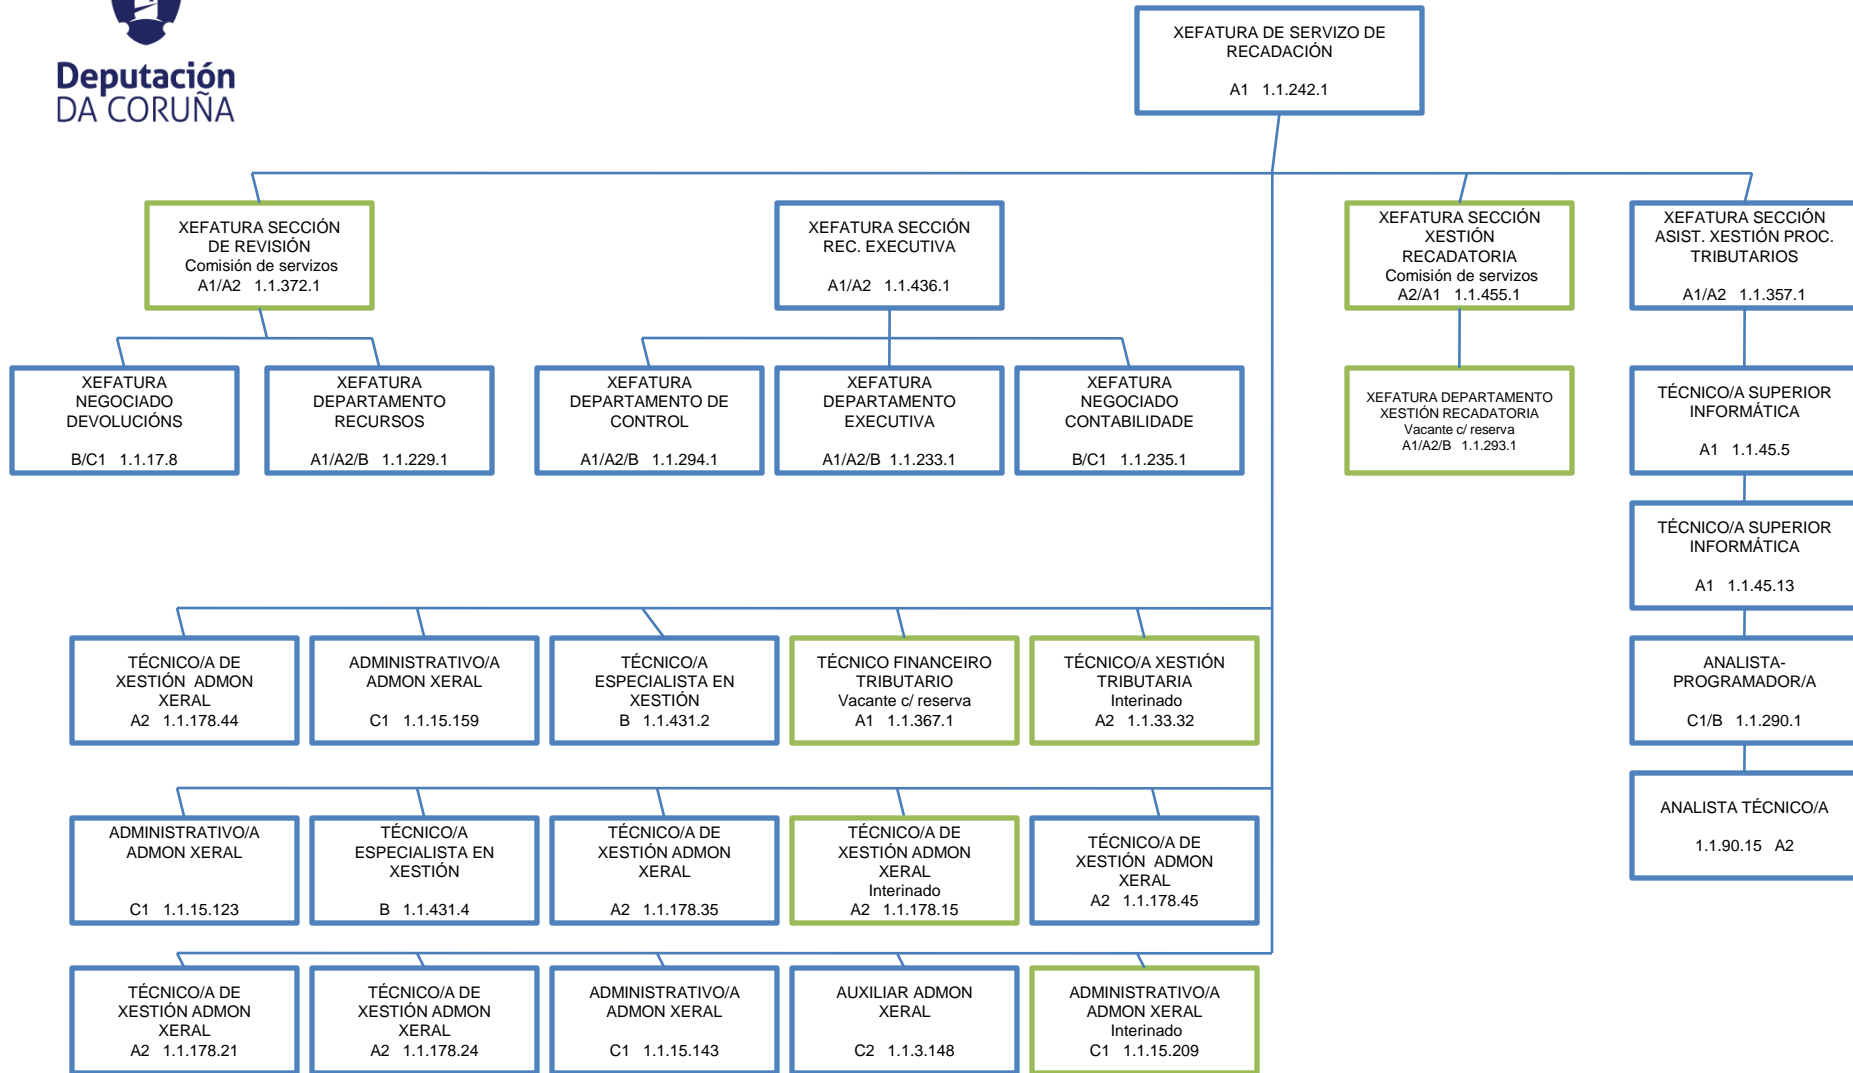 Deputación
DA CORUÑA
XEFATURA DE SERVIZO DE
RECADACIÓN
A1 1.1.242.1
XEFATURA SECCIÓN
DE REVISIÓN
Comisión de servizos
A1/A2 1.1.372.1
XEFATURA SECCIÓN
REC. EXECUTIVA
A1/A2 1.1.436.1
XEFATURA SECCIÓN
XESTIÓN
RECADATORIA
Comisión de servizos
A2/A1 1.1.455.1
XEFATURA SECCIÓN
ASIST. XESTIÓN PROC.
TRIBUTARIOS
A1/A2 1.1.357.1
XEFATURA
NEGOCIADO
DEVOLUCIÓNS
B/C1 1.1.17.8
XEFATURA
DEPARTAMENTO
RECURSOS
A1/A2/B 1.1.229.1
XEFATURA
DEPARTAMENTO DE
CONTROL
A1/A2/B 1.1.294.1
XEFATURA
DEPARTAMENTO
EXECUTIVA
A1/A2/B 1.1.233.1
XEFATURA
NEGOCIADO
CONTABILIDADE
B/C1 1.1.235.1
XEFATURA DEPARTAMENTO
XESTIÓN RECADATORIA
Vacante c/ reserva
A1/A2/B 1.1.293.1
TÉCNICO/A SUPERIOR
INFORMÁTICA
A1 1.1.45.5
TÉCNICO/A SUPERIOR
INFORMÁTICA
A1 1.1.45.13
ANALISTA-
PROGRAMADOR/A
C1/B 1.1.290.1
ANALISTA TÉCNICO/A
1.1.90.15 A2
TÉCNICO/A DE
XESTIÓN ADMON
XERAL
A2 1.1.178.44
ADMINISTRATIVO/A
ADMON XERAL
C1 1.1.15.159
TÉCNICO/A
ESPECIALISTA EN
XESTIÓN
B 1.1.431.2
TÉCNICO FINANCEIRO
TRIBUTARIO
Vacante c/ reserva
A1 1.1.367.1
TÉCNICO/A XESTIÓN
TRIBUTARIA
Interinado
A2 1.1.33.32
ADMINISTRATIVO/A
ADMON XERAL
C1 1.1.15.123
TÉCNICO/A
ESPECIALISTA EN
XESTIÓN
B 1.1.431.4
TÉCNICO/A DE
XESTIÓN ADMON
XERAL
A2 1.1.178.35
TÉCNICO/A DE
XESTIÓN ADMON
XERAL
Interinado
A2 1.1.178.15
TÉCNICO/A DE
XESTIÓN ADMON
XERAL
A2 1.1.178.45
TÉCNICO/A DE
XESTIÓN ADMON
XERAL
A2 1.1.178.21
TÉCNICO/A DE
XESTIÓN ADMON
XERAL
A2 1.1.178.24
ADMINISTRATIVO/A
ADMON XERAL
C1 1.1.15.143
AUXILIAR ADMON
XERAL
C2 1.1.3.148
ADMINISTRATIVO/A
ADMON XERAL
Interinado
C1 1.1.15.209